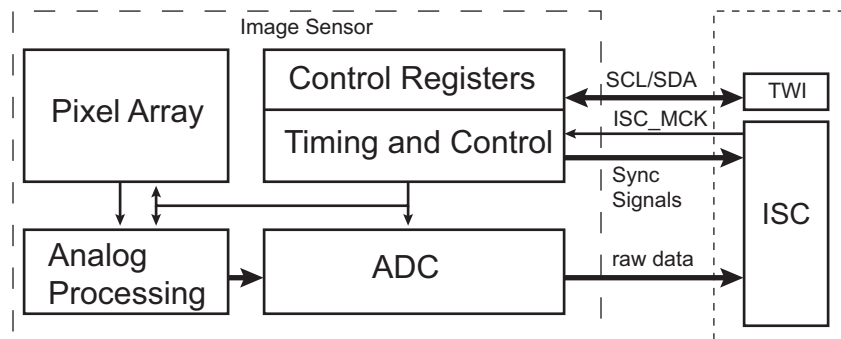 Image Sensor
Pixel Array
Control Registers
Timing and Control
SCL/SDA
TWI
ISC_MCK
Sync
Signals
ISC
Analog
Processing
ADC
raw data